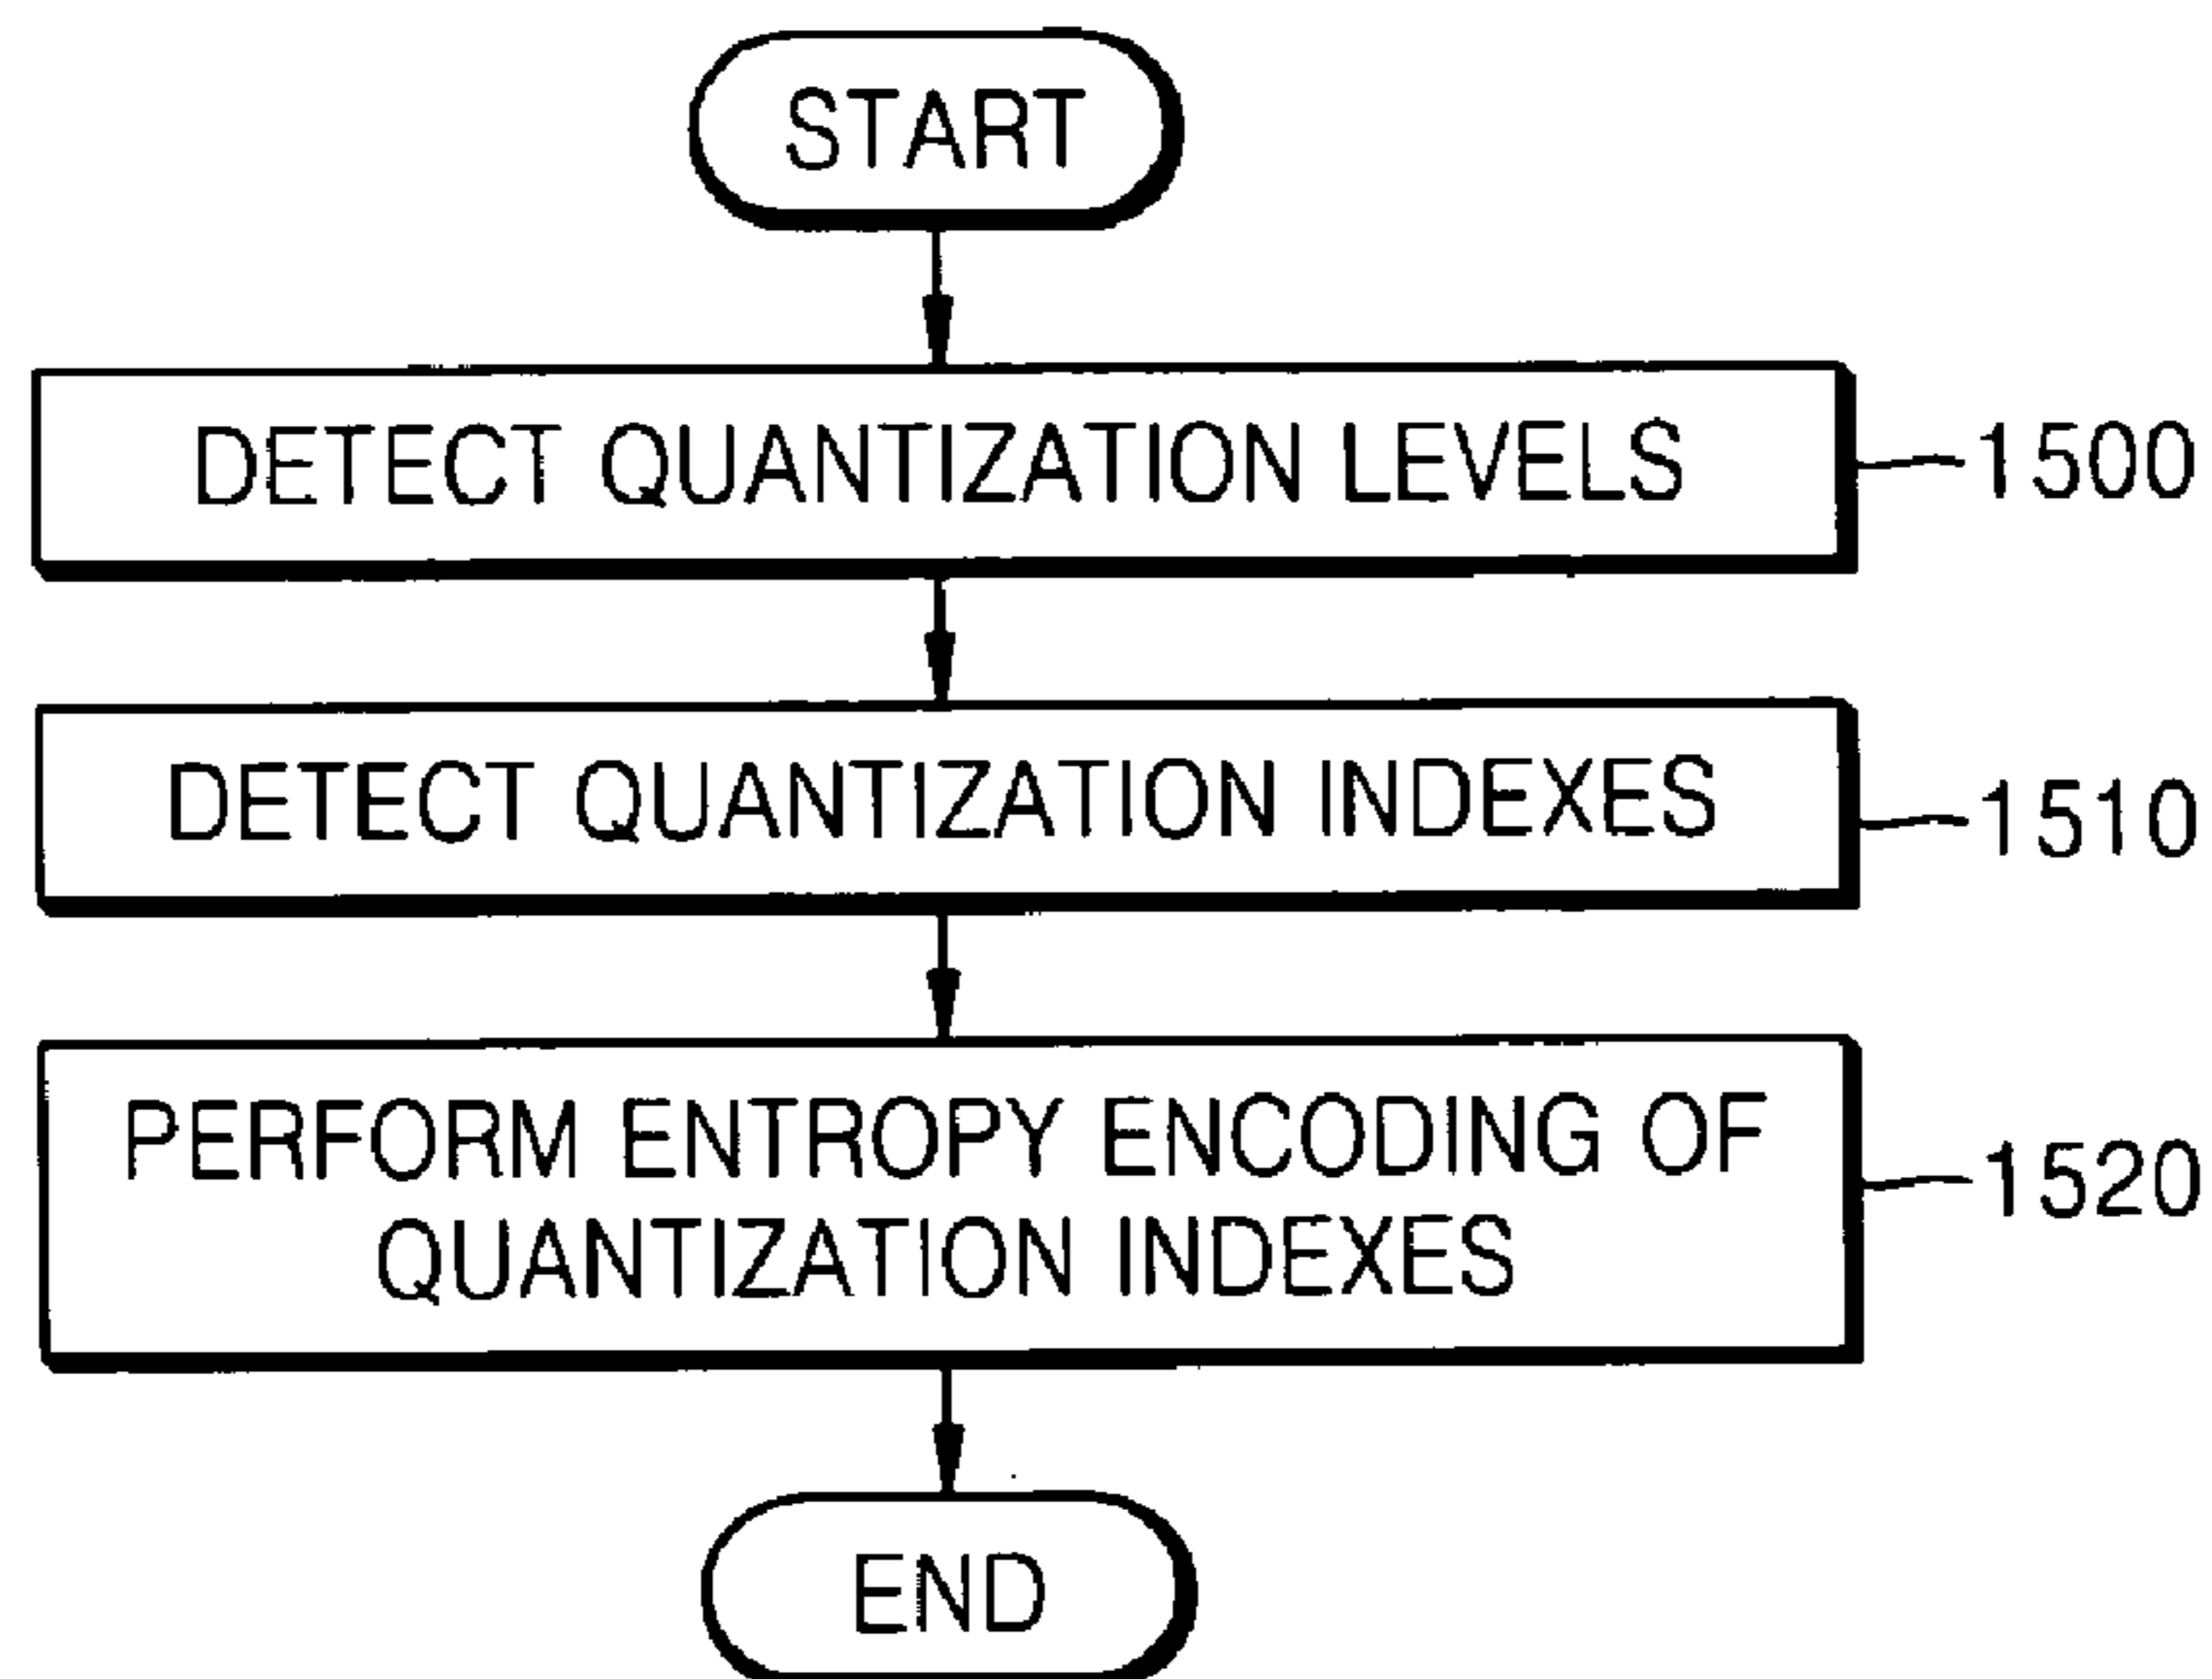 START
DETECT QUANTIZATION LEVELS
1500
DETECT QUANTIZATION INDEXES
1510
PERFORM ENTROPY ENCODING OF
QUANTIZATION INDEXES
1520
END